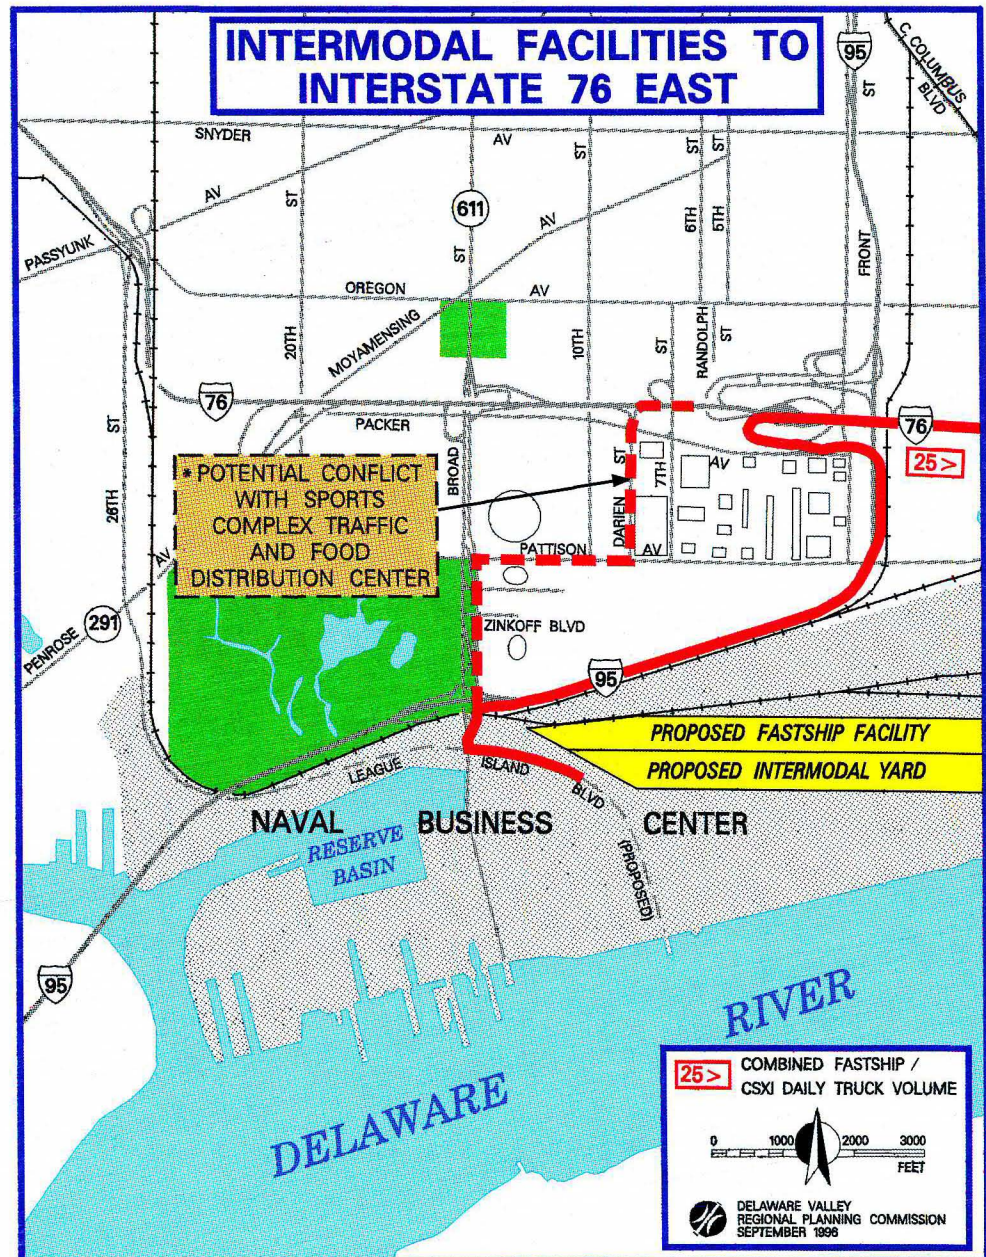 INTERMODAL FACILITIES TO
INTERSTATE 76 EAST
95
ST
C. COLUMBUS
BLVD
SNYDER
AV
ST
ST
ST
AV
ST
611
AV
6TH
5TH
PASSYUNK
ST
FRONT
OREGON
AV
MOYAMENSING
20TH
10TH
ST
RANDOLPH
ST
76
PACKER
76
25>
ST
* POTENTIAL CONFLICT
WITH SPORTS
COMPLEX TRAFFIC
AND FOOD
DISTRIBUTION CENTER
BROAD
ST
7TH
AV
26TH
DARIEN
PATTISON
AV
AV
291
PENROSE
ZINKOFF BLVD
95
PROPOSED FASTSHIP FACILITY
PROPOSED INTERMODAL YARD
LEAGUE
ISLAND
BLVD
(PROPOSED)
NAVAL BUSINESS CENTER
RESERVE
BASIN
95
DELAWARE RIVER
25> COMBINED FASTSHIP /
CSXI DAILY TRUCK VOLUME
0 1000 2000 3000
FEET
DELAWARE VALLEY
REGIONAL PLANNING COMMISSION
SEPTEMBER 1996